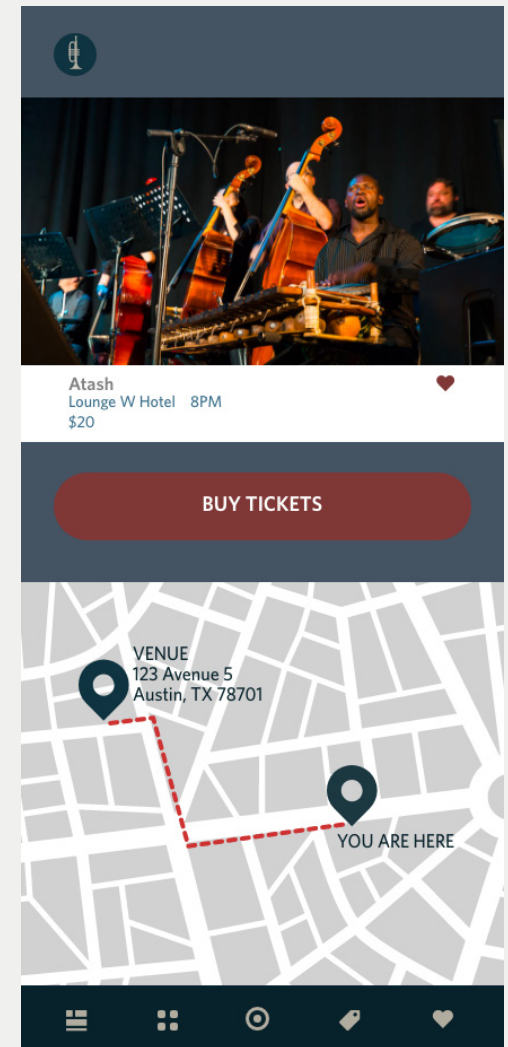 Atash
Lounge W Hotel 8PM
$20
BUY TICKETS
VENUE
123 Avenue 5
Austin, TX 78701
YOU ARE HERE